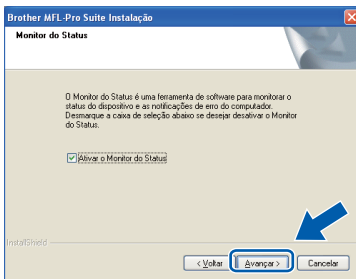 Brother MFL-Pro Suite Instalação
Monitor do Status
O Monitor do Status é uma ferramenta de software para monitorar o
status do dispositivo e as notificações de erro do computador.
Desmarque a caixa de seleção abaixo se desejar desativar o Monitor
do Status.
Ativar o Monitor do Status
InstallShield
< Voltar Avançar > Cancelar